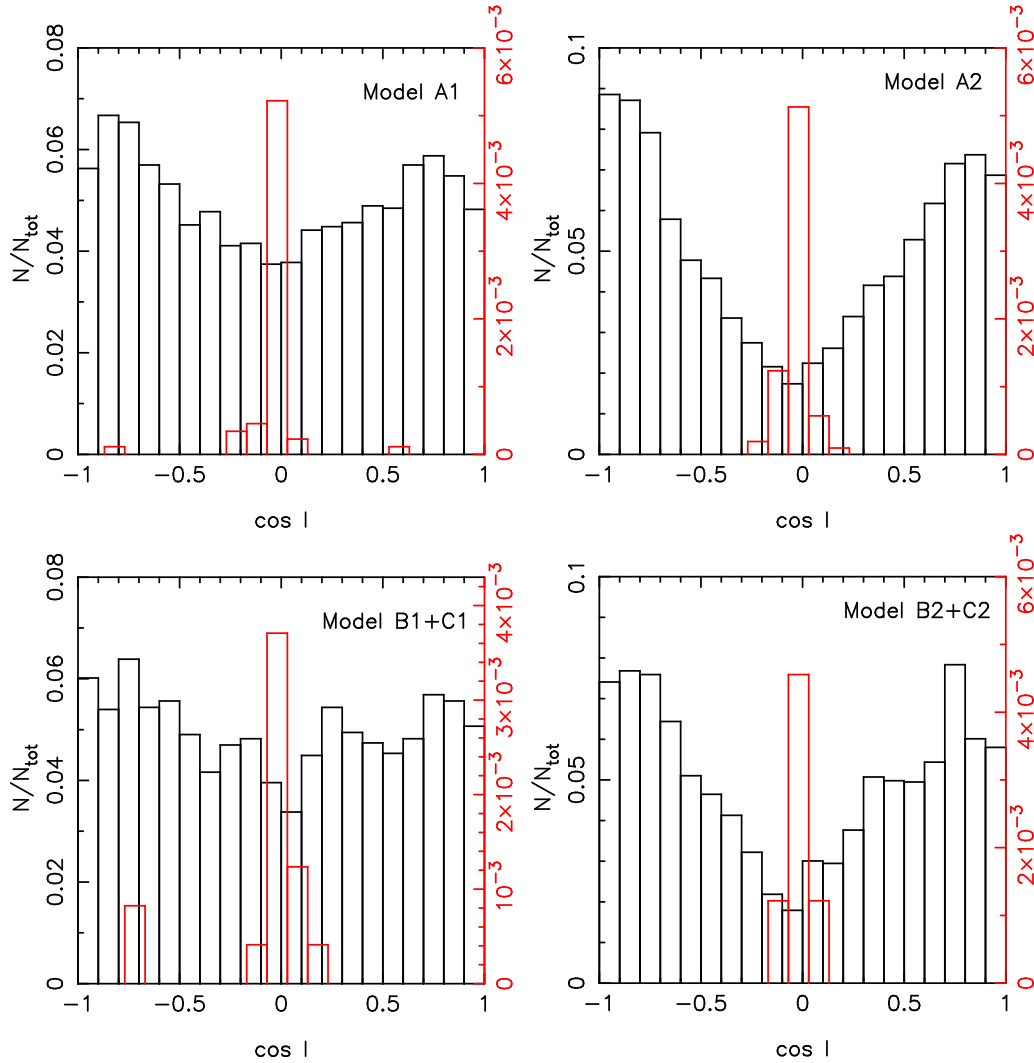 Model A1
N/N_tot
0 0.02 0.04 0.06 0.08
0 2×10⁻³ 4×10⁻³ 6×10⁻³
-1 -0.5 0 0.5 1
cos I
Model A2
N/N_tot
0 0.05 0.1
0 2×10⁻³ 4×10⁻³ 6×10⁻³
-1 -0.5 0 0.5 1
cos I
Model B1+C1
N/N_tot
0 0.02 0.04 0.06 0.08
0 10⁻³ 2×10⁻³ 3×10⁻³ 4×10⁻³
-1 -0.5 0 0.5 1
cos I
Model B2+C2
N/N_tot
0 0.05 0.1
0 2×10⁻³ 4×10⁻³ 6×10⁻³
-1 -0.5 0 0.5 1
cos I